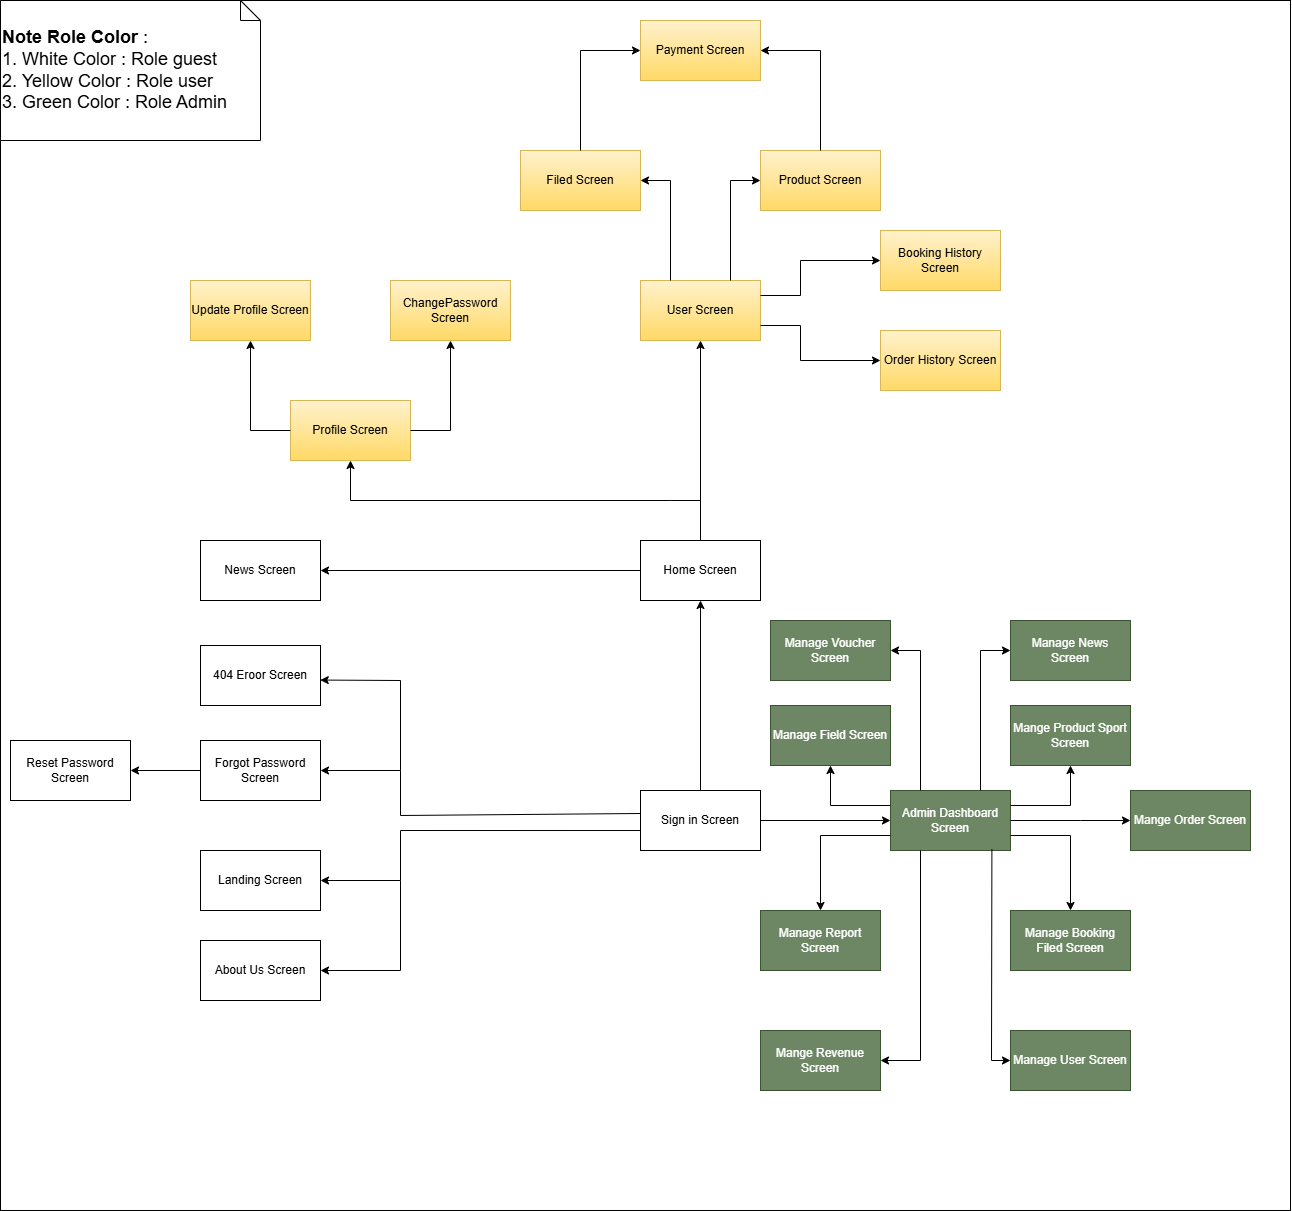 Note Role Color :
1. White Color : Role guest
2. Yellow Color : Role user
3. Green Color : Role Admin
Payment Screen
Filed Screen
Product Screen
Booking History
Screen
Update Profile Screen
ChangePassword
Screen
User Screen
Order History Screen
Profile Screen
News Screen
Home Screen
Manage Voucher
Screen
Manage News
Screen
404 Eroor Screen
Manage Field Screen
Mange Product Sport
Screen
Reset Password
Screen
Forgot Password
Screen
Sign in Screen
Admin Dashboard
Screen
Mange Order Screen
Landing Screen
Manage Report
Screen
Manage Booking
Filed Screen
About Us Screen
Mange Revenue
Screen
Manage User Screen